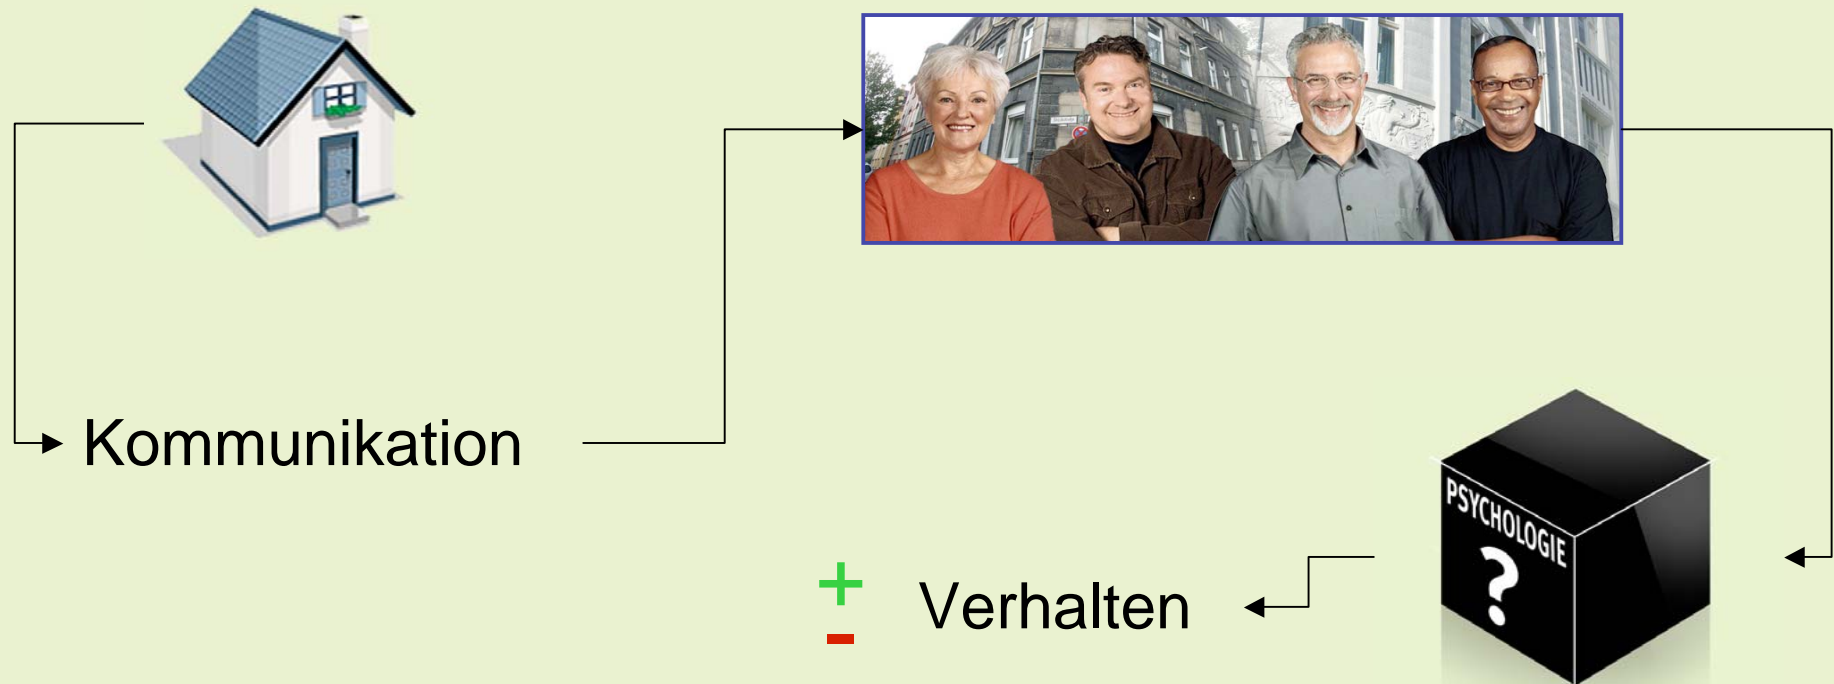 Kommunikation
PSYCHOLOGIE
?
+
Verhalten
-